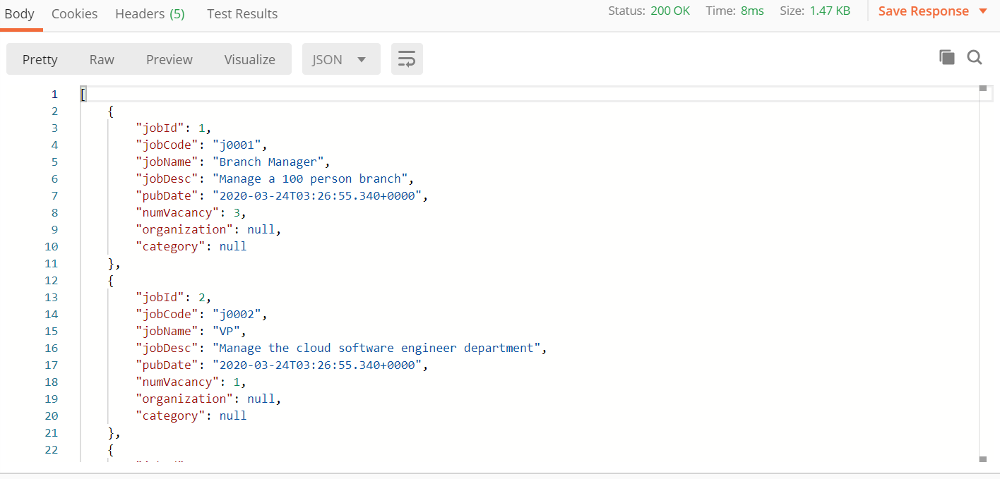 Body Cookies Headers (5) Test Results Status: 200 OK Time: 8ms Size: 1.47 KB Save Response
Pretty Raw Preview Visualize JSON
1 [
2 {
3 "jobId": 1,
4 "jobCode": "j0001",
5 "jobName": "Branch Manager",
6 "jobDesc": "Manage a 100 person branch",
7 "pubDate": "2020-03-24T03:26:55.340+0000",
8 "numVacancy": 3,
9 "organization": null,
10 "category": null
11 },
12 {
13 "jobId": 2,
14 "jobCode": "j0002",
15 "jobName": "VP",
16 "jobDesc": "Manage the cloud software engineer department",
17 "pubDate": "2020-03-24T03:26:55.340+0000",
18 "numVacancy": 1,
19 "organization": null,
20 "category": null
21 },
22 {